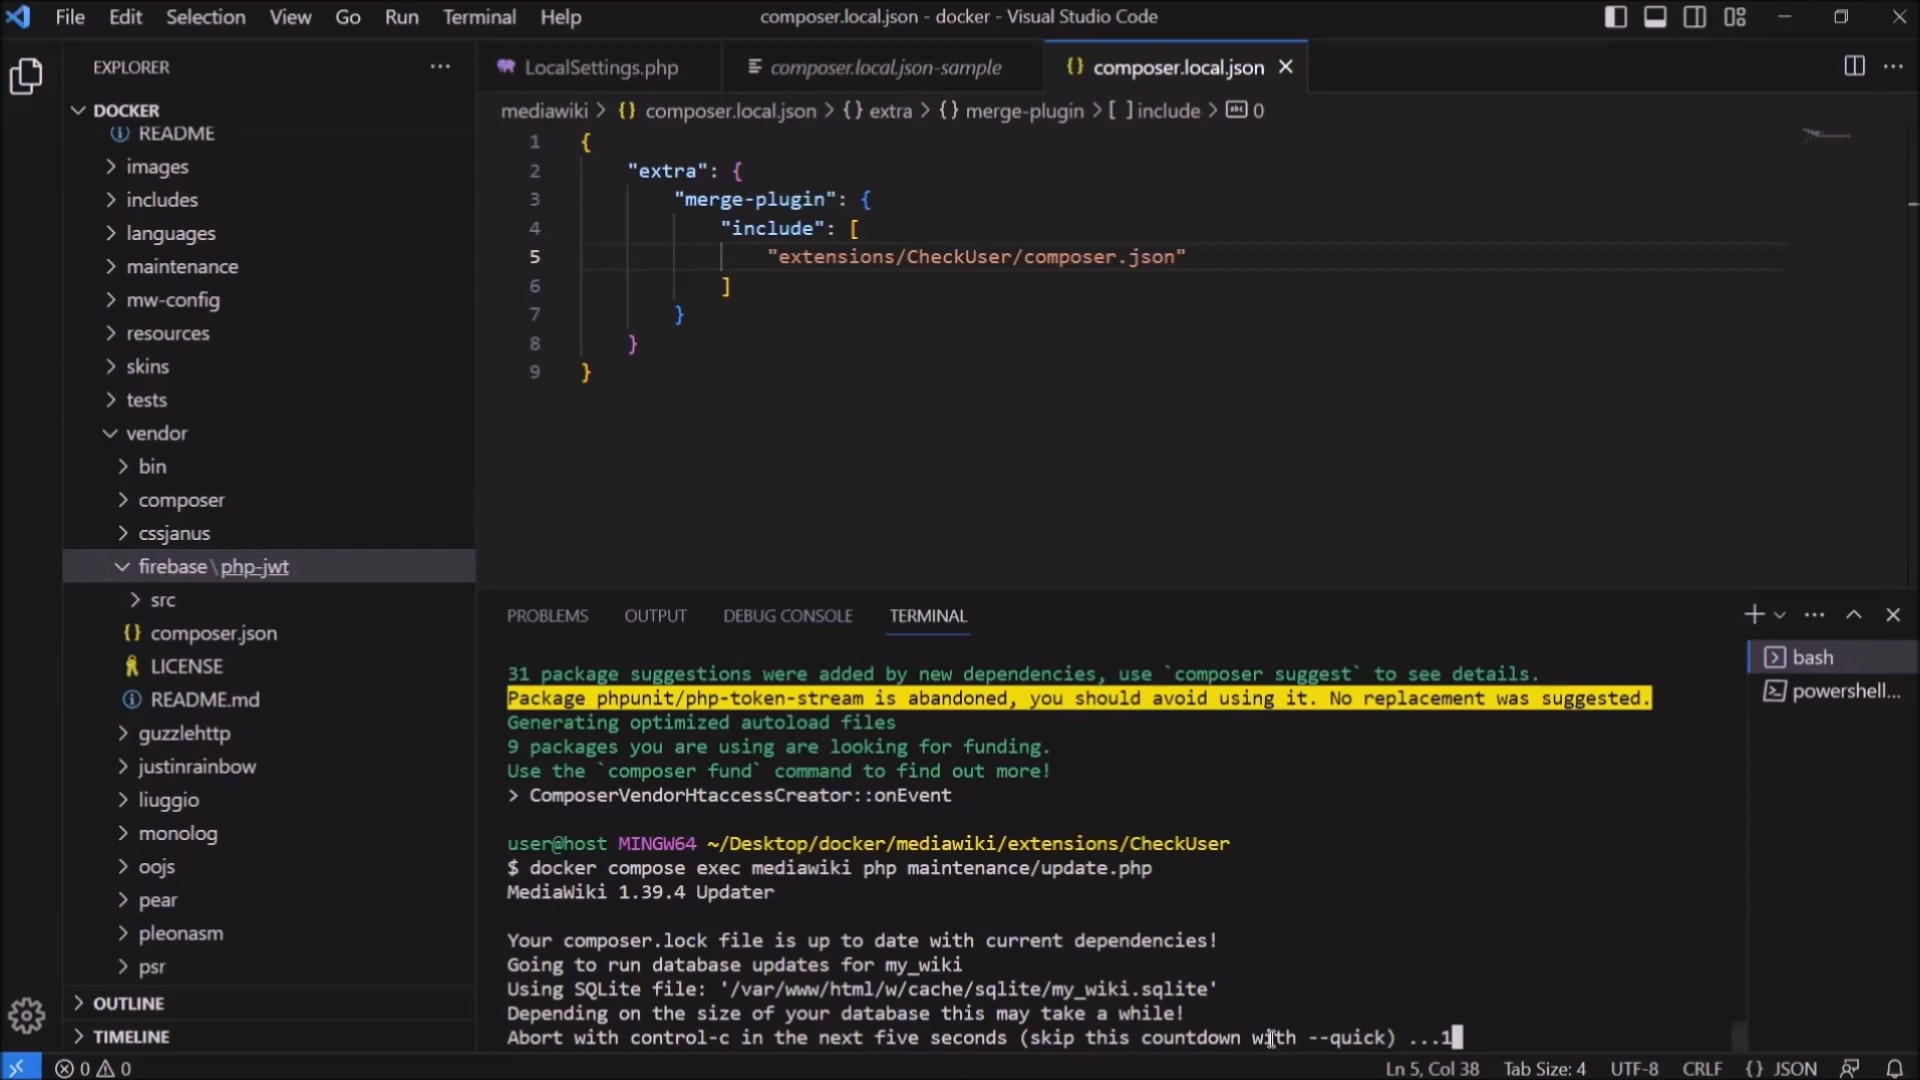 File Edit Selection View Go Run Terminal Help
composer.local.json - docker - Visual Studio Code
EXPLORER
DOCKER
README
images
includes
languages
maintenance
mw-config
resources
skins
tests
vendor
bin
composer
cssjanus
firebase\php-jwt
src
composer.json
LICENSE
README.md
guzzlehttp
justinrainbow
liuggio
monolog
oojs
pear
pleonasm
psr
OUTLINE
TIMELINE
LocalSettings.php
composer.local.json-sample
composer.local.json
mediawiki > {} composer.local.json > {} extra > {} merge-plugin > [ ] include > abc 0
1 {
2 "extra": {
3 "merge-plugin": {
4 "include": [
5 "extensions/CheckUser/composer.json"
6 ]
7 }
8 }
9 }
PROBLEMS OUTPUT DEBUG CONSOLE TERMINAL
31 package suggestions were added by new dependencies, use `composer suggest` to see details.
Package phpunit/php-token-stream is abandoned, you should avoid using it. No replacement was suggested.
Generating optimized autoload files
9 packages you are using are looking for funding.
Use the `composer fund` command to find out more!
> ComposerVendorHtaccessCreator::onEvent
user@host MINGW64 ~/Desktop/docker/mediawiki/extensions/CheckUser
$ docker compose exec mediawiki php maintenance/update.php
MediaWiki 1.39.4 Updater
Your composer.lock file is up to date with current dependencies!
Going to run database updates for my_wiki
Using SQLite file: '/var/www/html/w/cache/sqlite/my_wiki.sqlite'
Depending on the size of your database this may take a while!
Abort with control-c in the next five seconds (skip this countdown with --quick) ...1
bash
powershell...
0 0
Ln 5, Col 38 Tab Size: 4 UTF-8 CRLF {} JSON